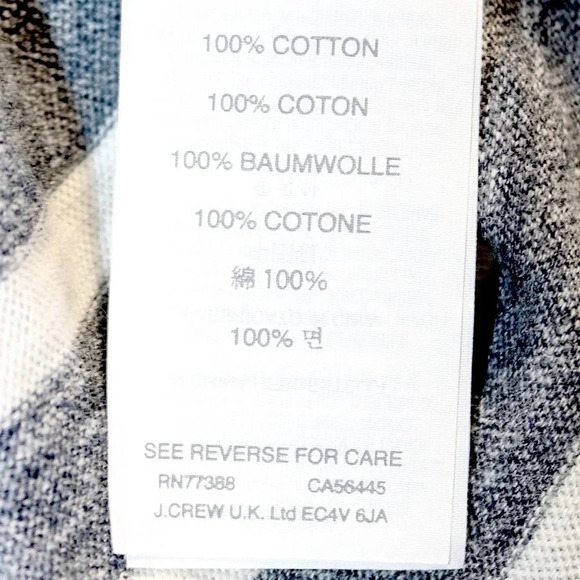 100% COTTON
100% COTON
100% BAUMWOLLE
100% COTONE
綿 100%
100% 면
SEE REVERSE FOR CARE
RN77388 CA56445
J.CREW U.K. Ltd EC4V 6JA